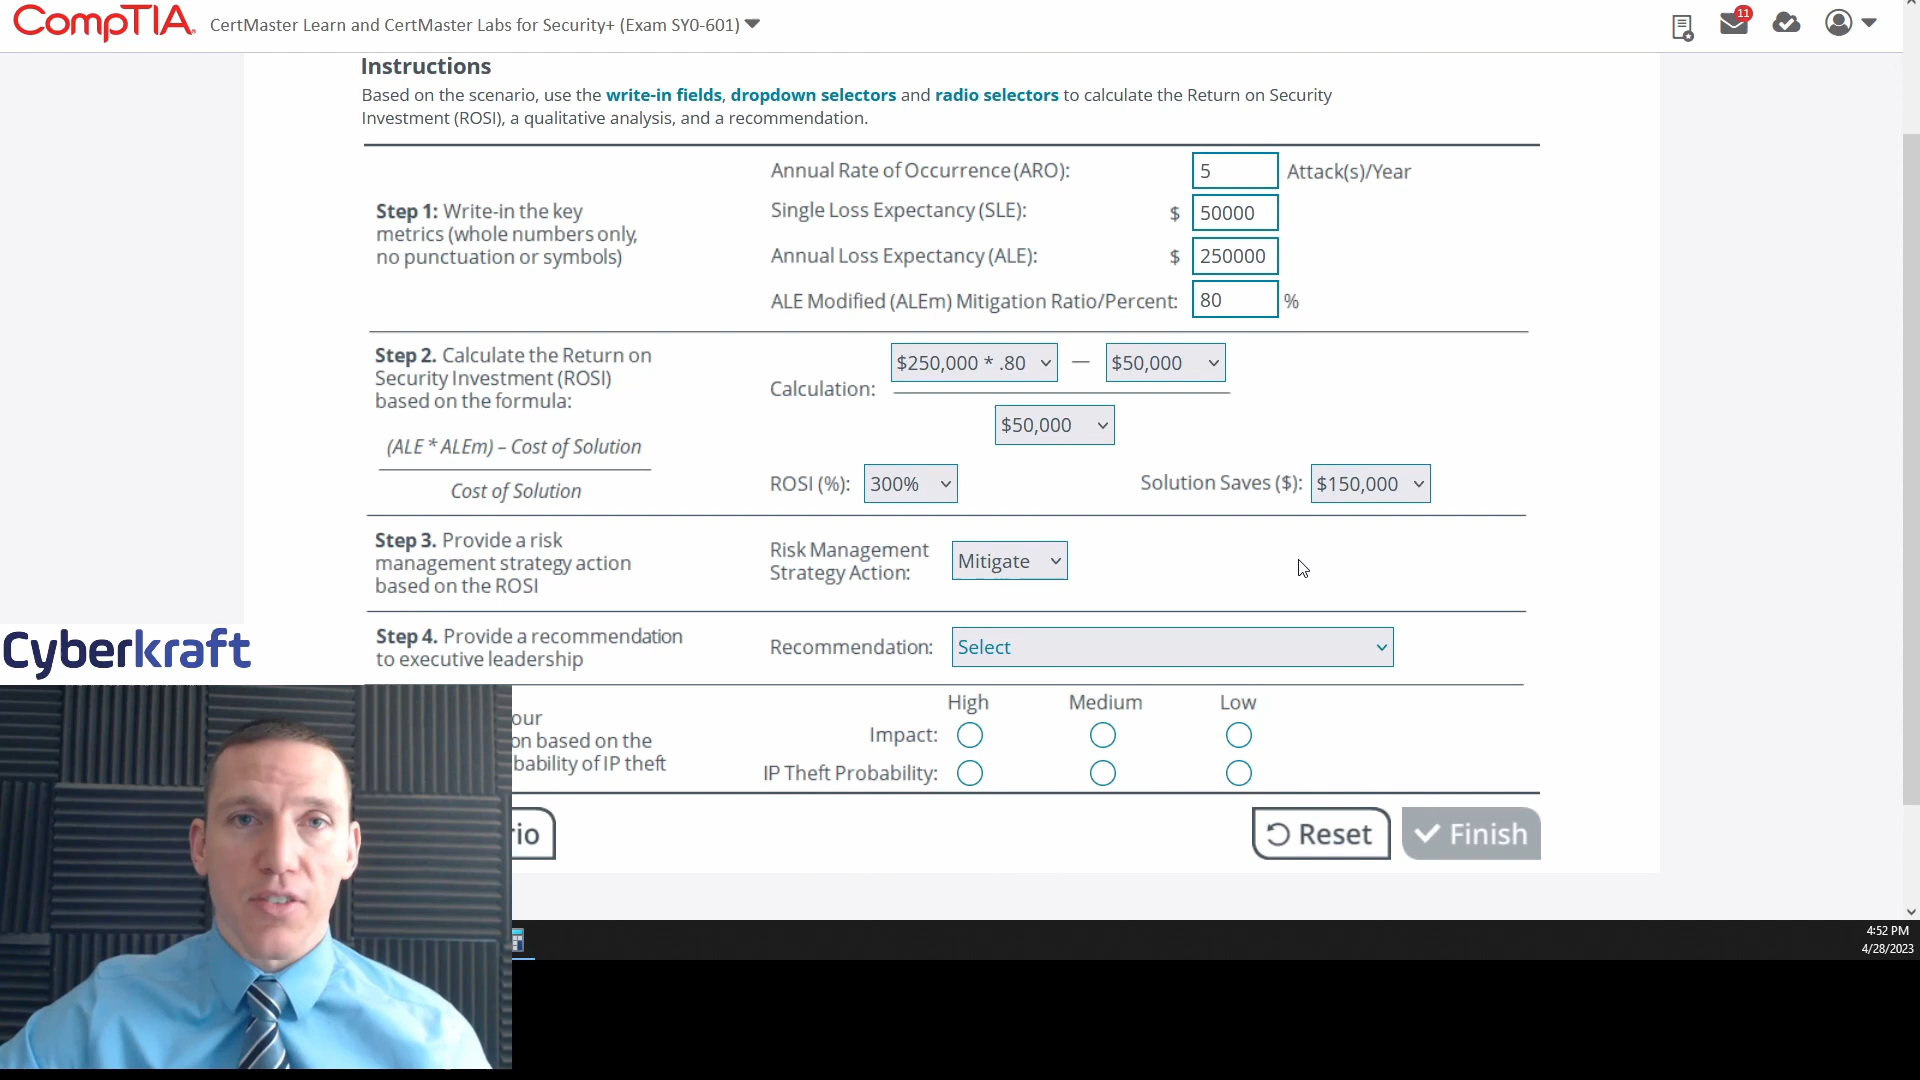 CompTIA.
CertMaster Learn and CertMaster Labs for Security+ (Exam SY0-601)
11
Instructions
Based on the scenario, use the write-in fields, dropdown selectors and radio selectors to calculate the Return on Security
Investment (ROSI), a qualitative analysis, and a recommendation.
Step 1: Write-in the key
metrics (whole numbers only,
no punctuation or symbols)
Annual Rate of Occurrence (ARO): 5 Attack(s)/Year
Single Loss Expectancy (SLE): $ 50000
Annual Loss Expectancy (ALE): $ 250000
ALE Modified (ALEm) Mitigation Ratio/Percent: 80 %
Step 2. Calculate the Return on
Security Investment (ROSI)
based on the formula:
(ALE * ALEm) – Cost of Solution
Cost of Solution
Calculation: $250,000 * .80 — $50,000
$50,000
ROSI (%): 300% Solution Saves ($): $150,000
Step 3. Provide a risk
management strategy action
based on the ROSI
Risk Management
Strategy Action: Mitigate
Step 4. Provide a recommendation
to executive leadership
Recommendation: Select
our
on based on the
bability of IP theft
High Medium Low
Impact:
IP Theft Probability:
io
Reset
Finish
Cyberkraft
4:52 PM
4/28/2023